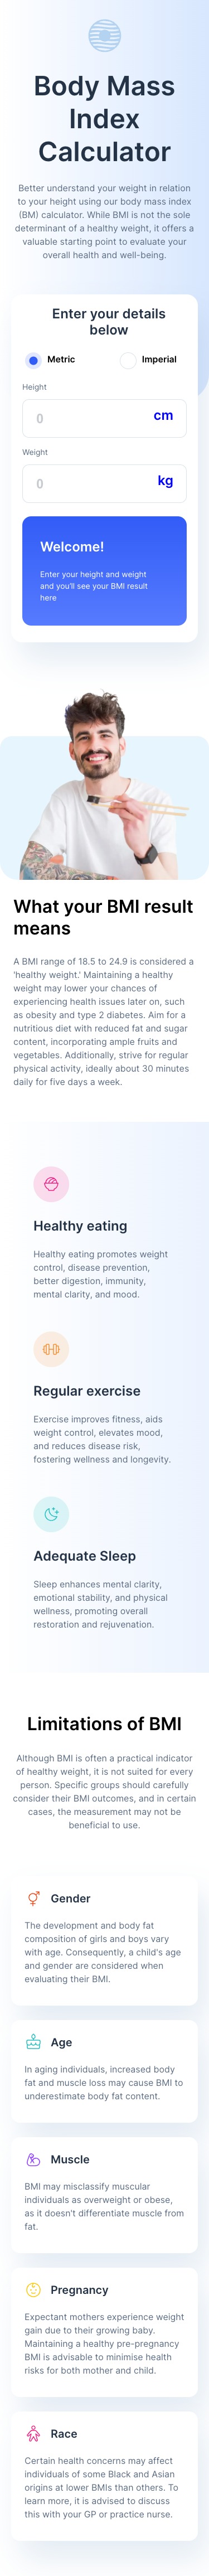 Body Mass
Index
Calculator
Better understand your weight in relation
to your height using our body mass index
(BM) calculator. While BMI is not the sole
determinant of a healthy weight, it offers a
valuable starting point to evaluate your
overall health and well-being.
Enter your details
below
Metric
Imperial
Height
0
cm
Weight
0
kg
Welcome!
Enter your height and weight
and you'll see your BMI result
here
What your BMI result
means
A BMI range of 18.5 to 24.9 is considered a
'healthy weight.' Maintaining a healthy
weight may lower your chances of
experiencing health issues later on, such
as obesity and type 2 diabetes. Aim for a
nutritious diet with reduced fat and sugar
content, incorporating ample fruits and
vegetables. Additionally, strive for regular
physical activity, ideally about 30 minutes
daily for five days a week.
Healthy eating
Healthy eating promotes weight
control, disease prevention,
better digestion, immunity,
mental clarity, and mood.
Regular exercise
Exercise improves fitness, aids
weight control, elevates mood,
and reduces disease risk,
fostering wellness and longevity.
Adequate Sleep
Sleep enhances mental clarity,
emotional stability, and physical
wellness, promoting overall
restoration and rejuvenation.
Limitations of BMI
Although BMI is often a practical indicator
of healthy weight, it is not suited for every
person. Specific groups should carefully
consider their BMI outcomes, and in certain
cases, the measurement may not be
beneficial to use.
Gender
The development and body fat
composition of girls and boys vary
with age. Consequently, a child's age
and gender are considered when
evaluating their BMI.
Age
In aging individuals, increased body
fat and muscle loss may cause BMI to
underestimate body fat content.
Muscle
BMI may misclassify muscular
individuals as overweight or obese,
as it doesn't differentiate muscle from
fat.
Pregnancy
Expectant mothers experience weight
gain due to their growing baby.
Maintaining a healthy pre-pregnancy
BMI is advisable to minimise health
risks for both mother and child.
Race
Certain health concerns may affect
individuals of some Black and Asian
origins at lower BMIs than others. To
learn more, it is advised to discuss
this with your GP or practice nurse.